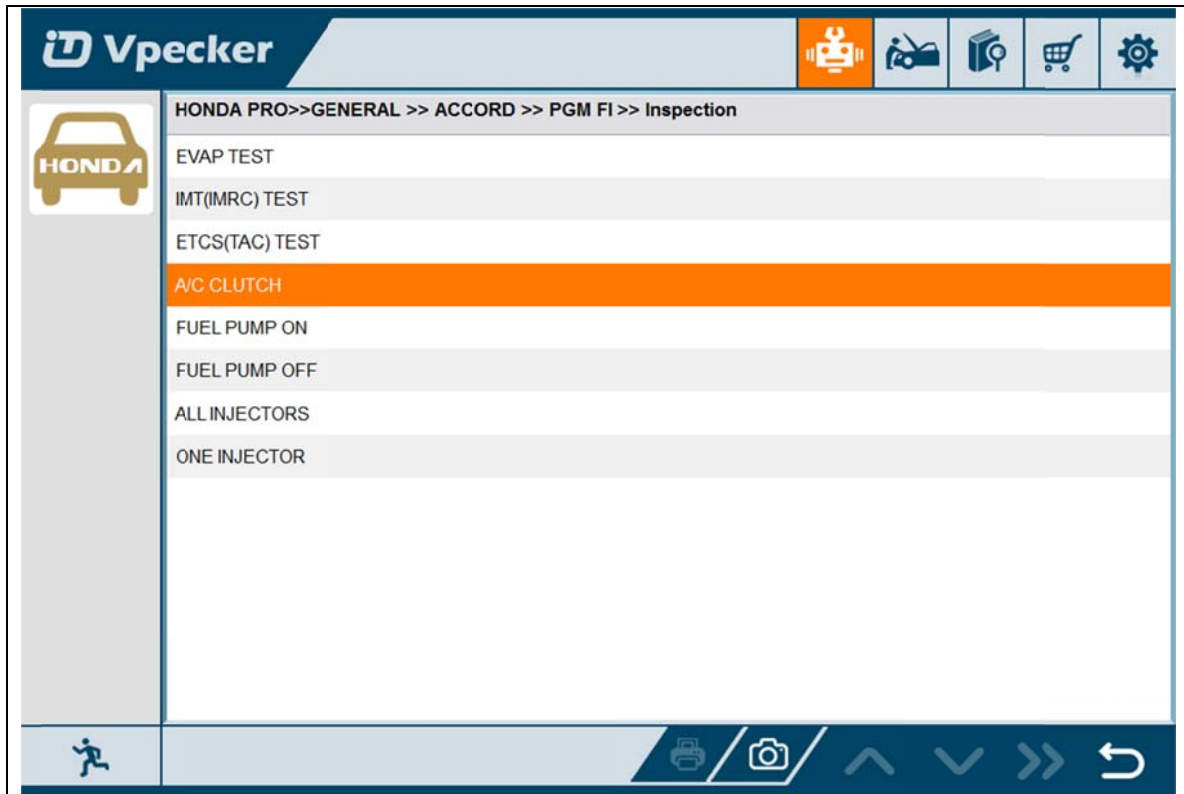 Vpecker
HONDA PRO>>GENERAL >> ACCORD >> PGM FI >> Inspection
HONDA
EVAP TEST
IMT(IMRC) TEST
ETCS(TAC) TEST
A/C CLUTCH
FUEL PUMP ON
FUEL PUMP OFF
ALL INJECTORS
ONE INJECTOR